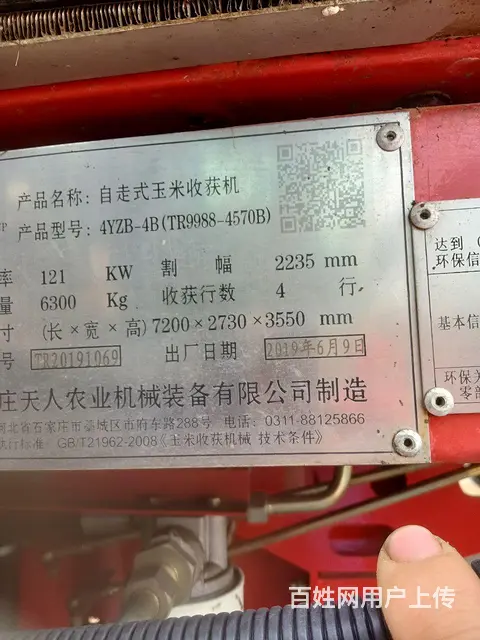 产品名称: 自走式玉米收获机
产品型号: 4YZB-4B(TR9988-4570B)
率 121 KW 割 幅 2235 mm
量 6300 Kg 收获行数 4 行
寸 (长×宽×高) 7200×2730×3550 mm
号 TR20191069 出厂日期 2019年6月9日
庄天人农业机械装备有限公司制造
河北省石家庄市藁城区市府东路288号 电话: 0311-88125866
执行标准 GB/T21962-2008《玉米收获机械 技术条件》
达到(
环保信
基本信
环保关
零部
百姓网用户上传